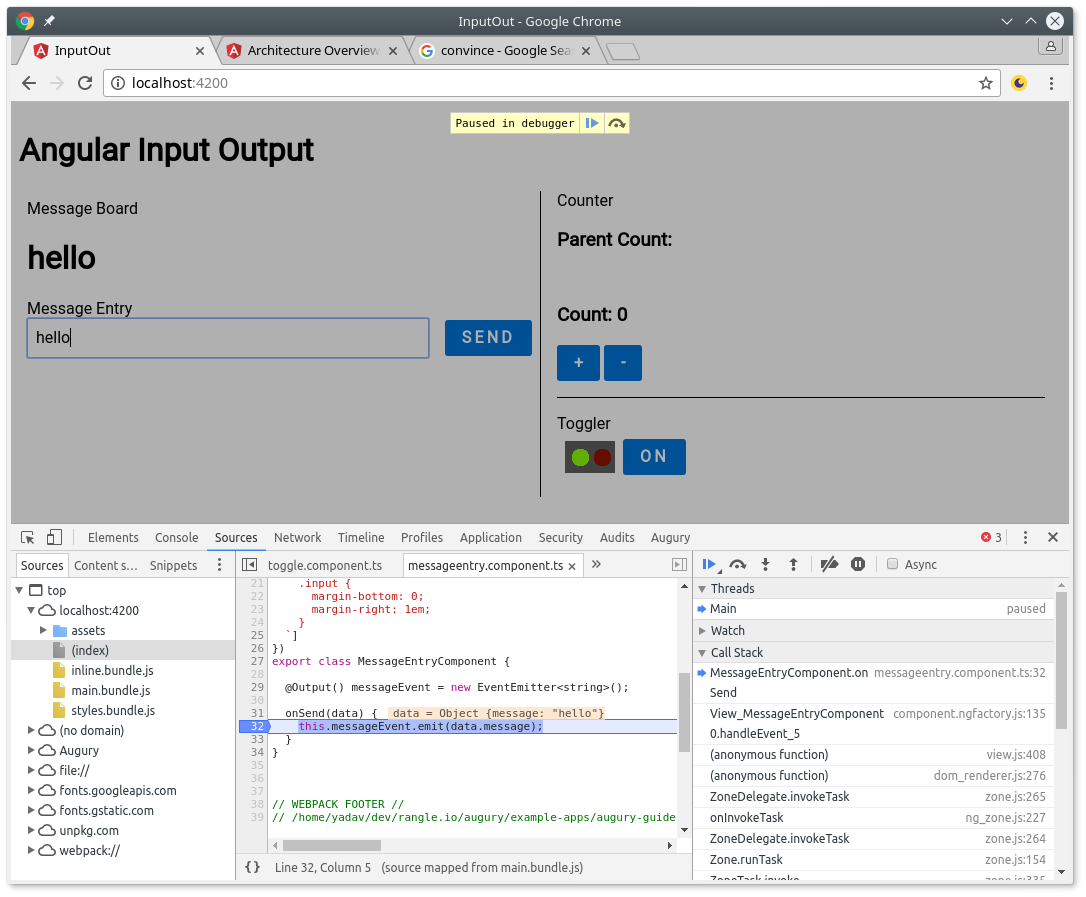 InputOut - Google Chrome
InputOut
Architecture Overview
convince - Google Sea
localhost:4200
Paused in debugger
Angular Input Output
Message Board
hello
Message Entry
hello
SEND
Counter
Parent Count:
Count: 0
+ -
Toggler
ON
Elements Console Sources Network Timeline Profiles Application Security Audits Augury 3
Sources Content s... Snippets
top
localhost:4200
assets
(index)
inline.bundle.js
main.bundle.js
styles.bundle.js
(no domain)
Augury
file://
fonts.googleapis.com
fonts.gstatic.com
unpkg.com
webpack://
toggle.component.ts messageentry.component.ts
21 .input {
22 margin-bottom: 0;
23 margin-right: 1em;
24 }
25 `]
26 })
27 export class MessageEntryComponent {
28
29 @Output() messageEvent = new EventEmitter<string>();
30
31 onSend(data) { data = Object {message: "hello"}
32 this.messageEvent.emit(data.message);
33 }
34 }
35
36
37
38 // WEBPACK FOOTER //
39 // /home/yadav/dev/rangle.io/augury/example-apps/augury-guide
{} Line 32, Column 5 (source mapped from main.bundle.js)
Async
Threads
Main paused
Watch
Call Stack
MessageEntryComponent.on messageentry.component.ts:32
Send
View_MessageEntryComponent component.ngfactory.js:135
0.handleEvent_5
(anonymous function) view.js:408
(anonymous function) dom_renderer.js:276
ZoneDelegate.invokeTask zone.js:265
onInvokeTask ng_zone.js:227
ZoneDelegate.invokeTask zone.js:264
Zone.runTask zone.js:154
ZoneTask.invoke zone.js:335